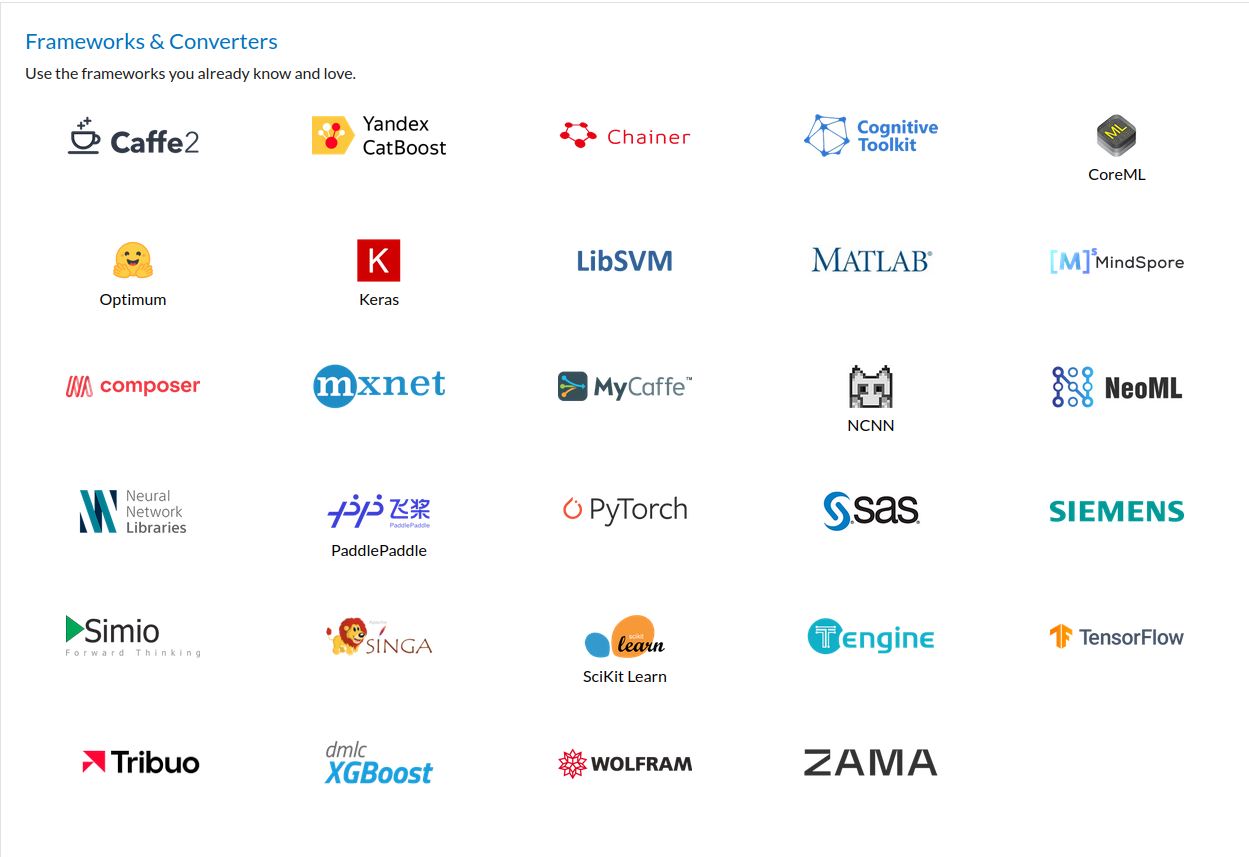 Frameworks & Converters
Use the frameworks you already know and love.
Caffe2
Yandex
CatBoost
Chainer
Cognitive
Toolkit
ML
CoreML
Optimum
K
Keras
LibSVM
MATLAB®
[M]s MindSpore
composer
mxnet
MyCaffe™
NCNN
NeoML
Neural
Network
Libraries
飞桨
PaddlePaddle
PaddlePaddle
PyTorch
sas.
SIEMENS
Simio
Forward Thinking
Apache
SINGA
scikit
learn
SciKit Learn
Tengine
TensorFlow
Tribuo
dmlc
XGBoost
WOLFRAM
ZAMA